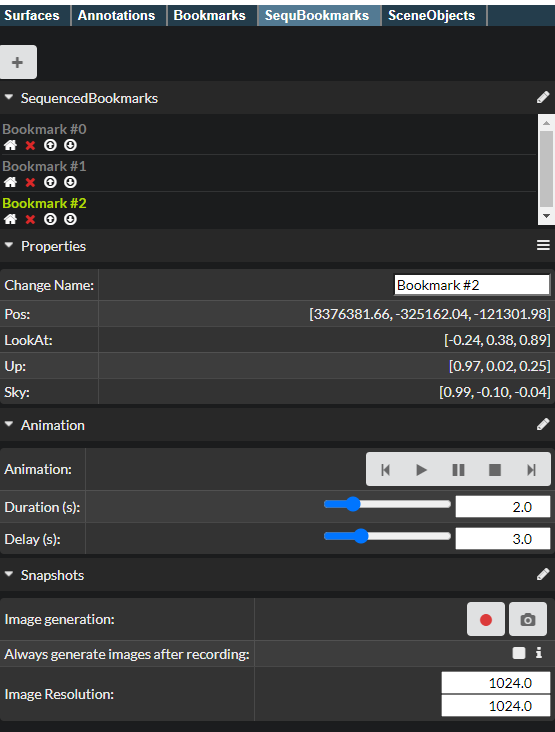 Surfaces Annotations Bookmarks SequBookmarks SceneObjects
SequencedBookmarks
Bookmark #0
Bookmark #1
Bookmark #2
Properties
Change Name: Bookmark #2
Pos: [3376381.66, -325162.04, -121301.98]
LookAt: [-0.24, 0.38, 0.89]
Up: [0.97, 0.02, 0.25]
Sky: [0.99, -0.10, -0.04]
Animation
Animation:
Duration (s): 2.0
Delay (s): 3.0
Snapshots
Image generation:
Always generate images after recording:
Image Resolution: 1024.0
1024.0